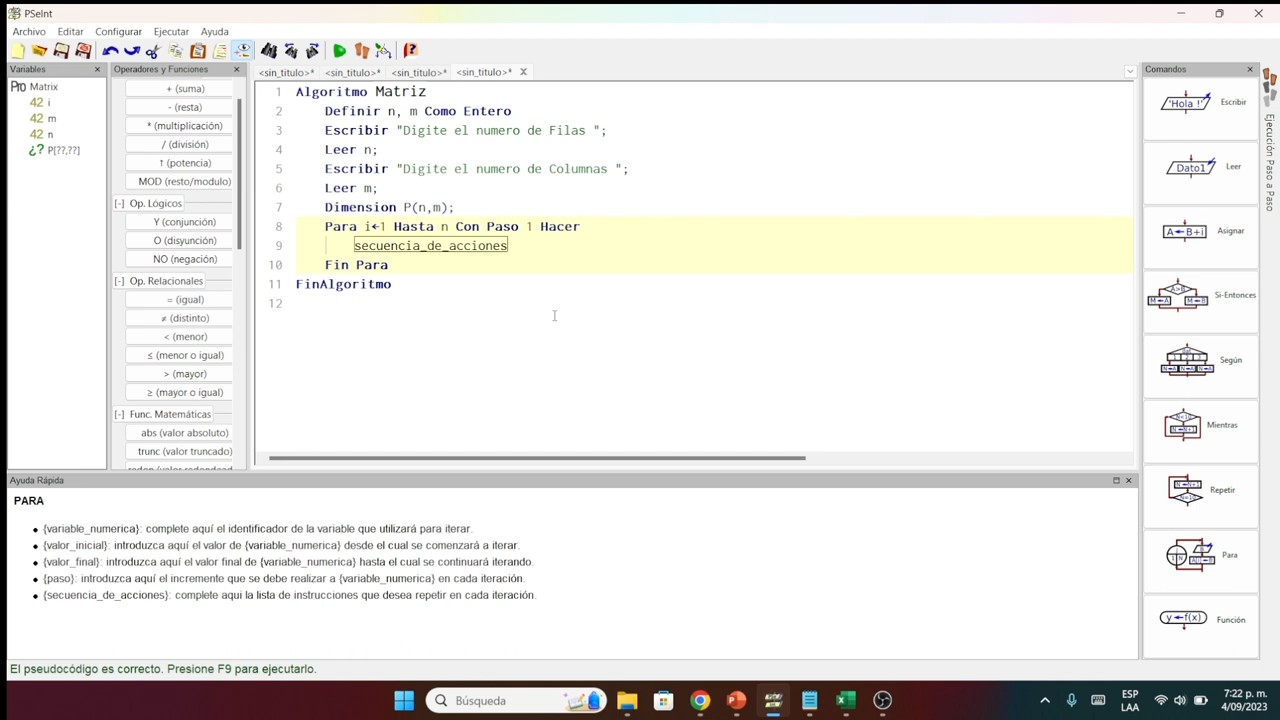 PSeInt
Archivo Editar Configurar Ejecutar Ayuda
Variables
Operadores y Funciones
<sin_titulo>* <sin_titulo>* <sin_titulo>* <sin_titulo>*
Comandos
Matrix
i
m
n
P[??,??]
+ (suma)
- (resta)
* (multiplicación)
/ (división)
↑ (potencia)
MOD (resto/modulo)
[-] Op. Lógicos
Y (conjunción)
O (disyunción)
NO (negación)
[-] Op. Relacionales
= (igual)
≠ (distinto)
< (menor)
≤ (menor o igual)
> (mayor)
≥ (mayor o igual)
[-] Func. Matemáticas
abs (valor absoluto)
trunc (valor truncado)
1 Algoritmo Matriz
2 Definir n, m Como Entero
3 Escribir "Digite el numero de Filas ";
4 Leer n;
5 Escribir "Digite el numero de Columnas ";
6 Leer m;
7 Dimension P(n,m);
8 Para i←1 Hasta n Con Paso 1 Hacer
9 secuencia_de_acciones
10 Fin Para
11 FinAlgoritmo
12
'Hola !' Escribir
Dato1 Leer
A←B+i Asignar
Si-Entonces
Según
Mientras
Repetir
Para
y←f(x) Función
Ejecución Paso a Paso
Ayuda Rápida
PARA
{variable_numerica}: complete aquí el identificador de la variable que utilizará para iterar.
{valor_inicial}: introduzca aquí el valor de {variable_numerica} desde el cual se comenzará a iterar.
{valor_final}: introduzca aquí el valor final de {variable_numerica} hasta el cual se continuará iterando.
{paso}: introduzca aquí el incremente que se debe realizar a {variable_numerica} en cada iteración.
{secuencia_de_acciones}: complete aqui la lista de instrucciones que desea repetir en cada iteración.
El pseudocódigo es correcto. Presione F9 para ejecutarlo.
Búsqueda
ESP
LAA
7:22 p. m.
4/09/2023